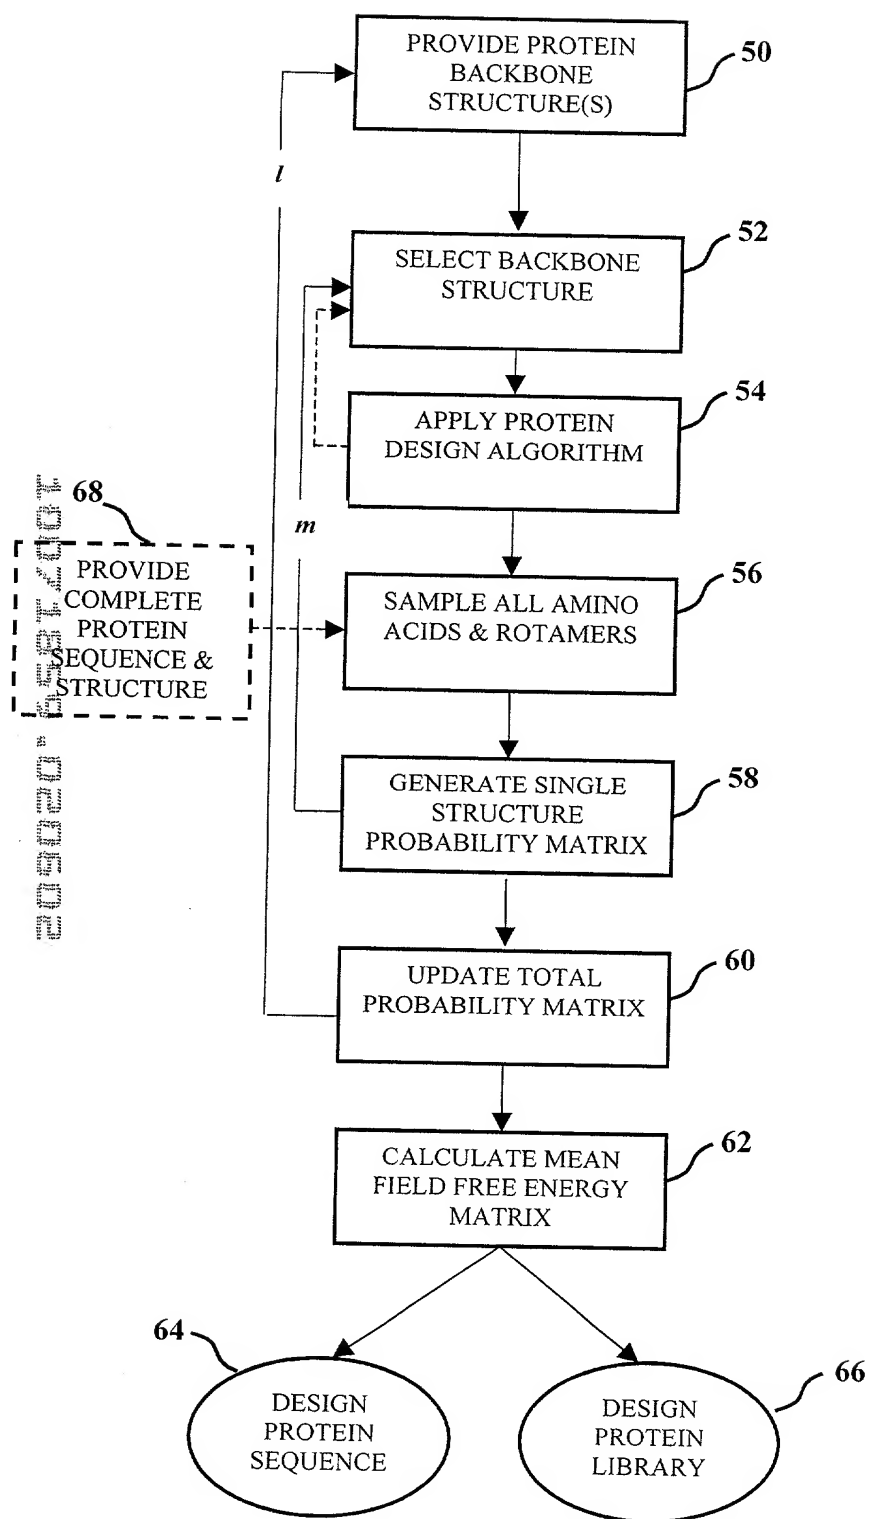 PROVIDE PROTEIN
BACKBONE
STRUCTURE(S)
50
l
SELECT BACKBONE
STRUCTURE
52
APPLY PROTEIN
DESIGN ALGORITHM
54
m
68
PROVIDE
COMPLETE
PROTEIN
SEQUENCE &
STRUCTURE
SAMPLE ALL AMINO
ACIDS & ROTAMERS
56
GENERATE SINGLE
STRUCTURE
PROBABILITY MATRIX
58
UPDATE TOTAL
PROBABILITY MATRIX
60
CALCULATE MEAN
FIELD FREE ENERGY
MATRIX
62
64
DESIGN
PROTEIN
SEQUENCE
66
DESIGN
PROTEIN
LIBRARY